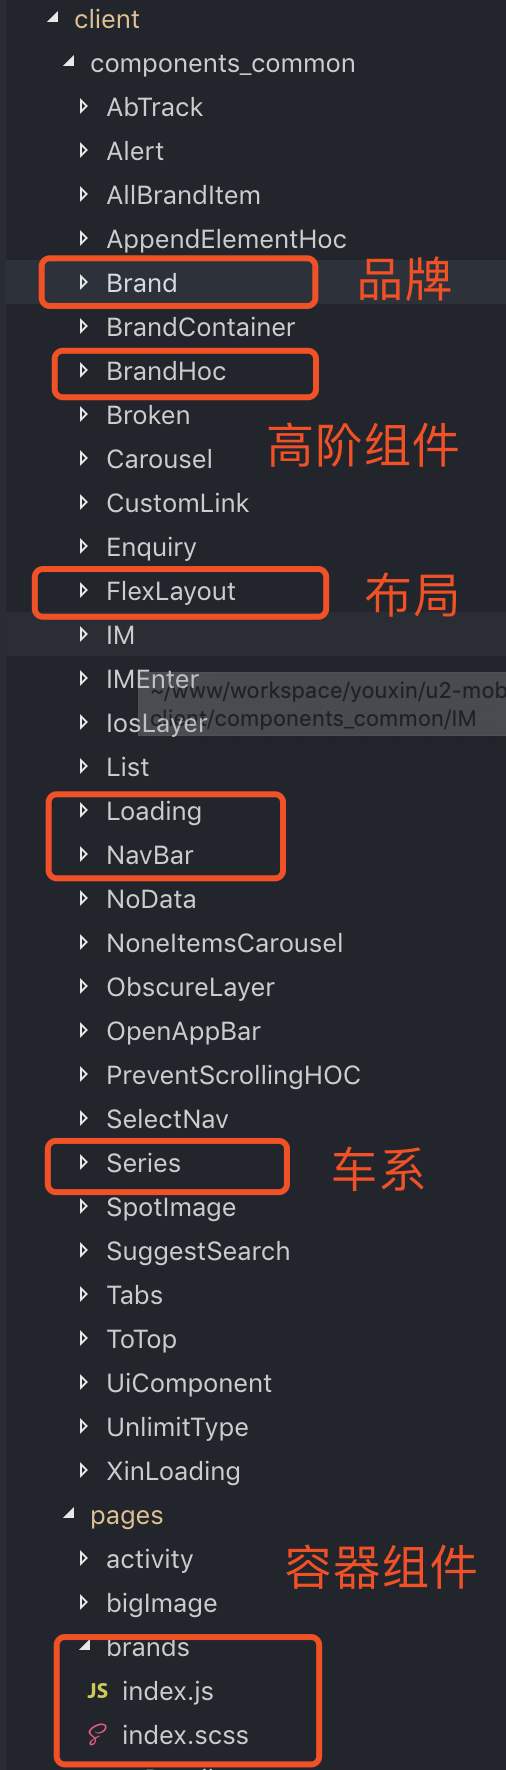 client
components_common
AbTrack
Alert
AllBrandItem
AppendElementHoc
Brand 品牌
BrandContainer
BrandHoc
Broken
高阶组件
Carousel
CustomLink
Enquiry
FlexLayout 布局
IM
IMEnter
~/www/workspace/youxin/u2-mob
IosLayer
client/components_common/IM
List
Loading
NavBar
NoData
NoneItemsCarousel
ObscureLayer
OpenAppBar
PreventScrollingHOC
SelectNav
Series 车系
SpotImage
SuggestSearch
Tabs
ToTop
UiComponent
UnlimitType
XinLoading
pages
activity 容器组件
bigImage
brands
JS index.js
index.scss